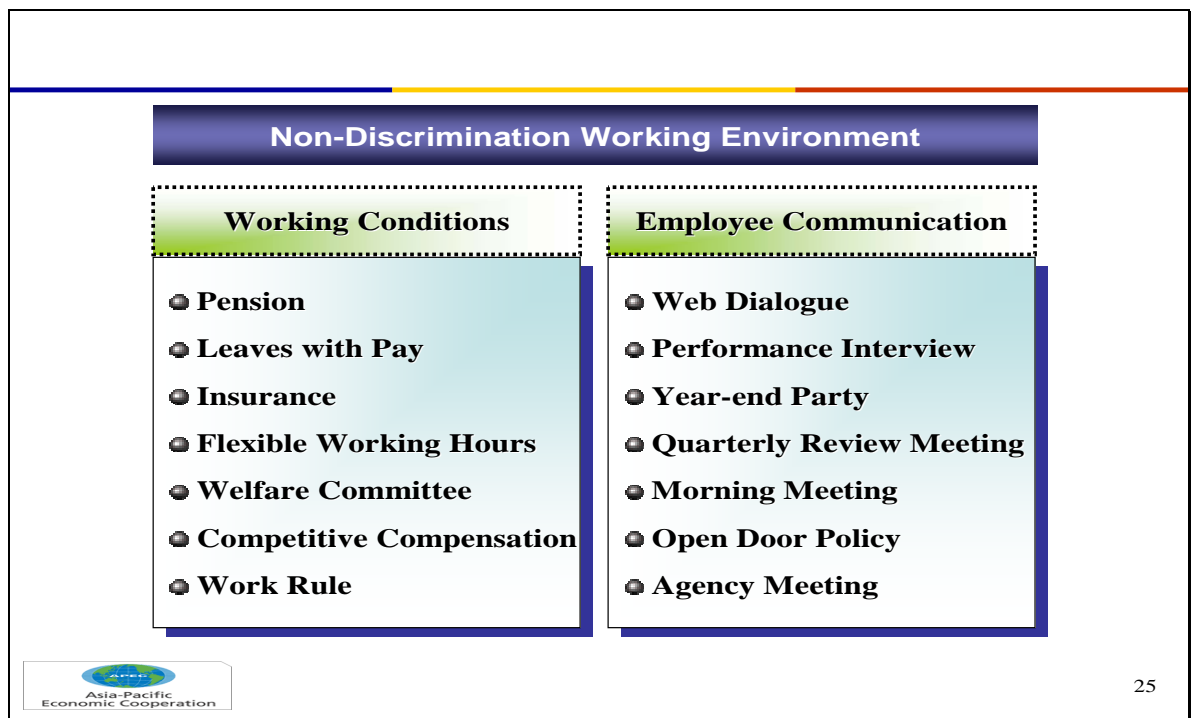 Non-Discrimination Working Environment
Working Conditions
Pension
Leaves with Pay
Insurance
Flexible Working Hours
Welfare Committee
Competitive Compensation
Work Rule
Employee Communication
Web Dialogue
Performance Interview
Year-end Party
Quarterly Review Meeting
Morning Meeting
Open Door Policy
Agency Meeting
APEC
Asia-Pacific
Economic Cooperation
25